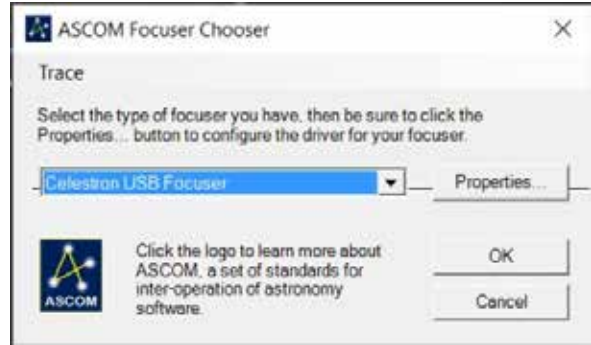 ASCOM Focuser Chooser
Trace
Select the type of focuser you have, then be sure to click the
Properties... button to configure the driver for your focuser.
Celestron USB Focuser
Properties...
Click the logo to learn more about
ASCOM, a set of standards for
inter-operation of astronomy
software.
ASCOM
OK
Cancel